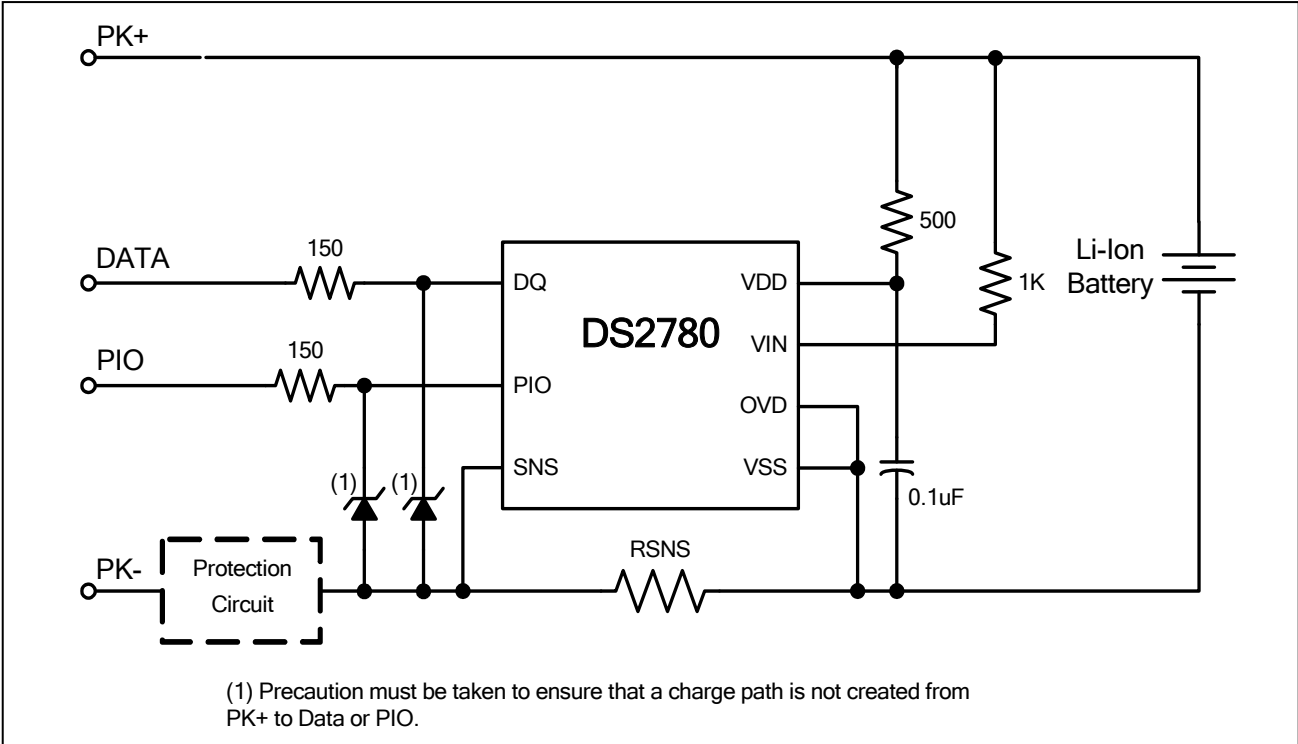 PK+
500
150
DATA
DQ
VDD
Li-Ion
Battery
1K
DS2780
VIN
150
PIO
PIO
OVD
SNS
VSS
(1)
(1)
0.1uF
RSNS
PK-
Protection
Circuit
(1) Precaution must be taken to ensure that a charge path is not created from
PK+ to Data or PIO.